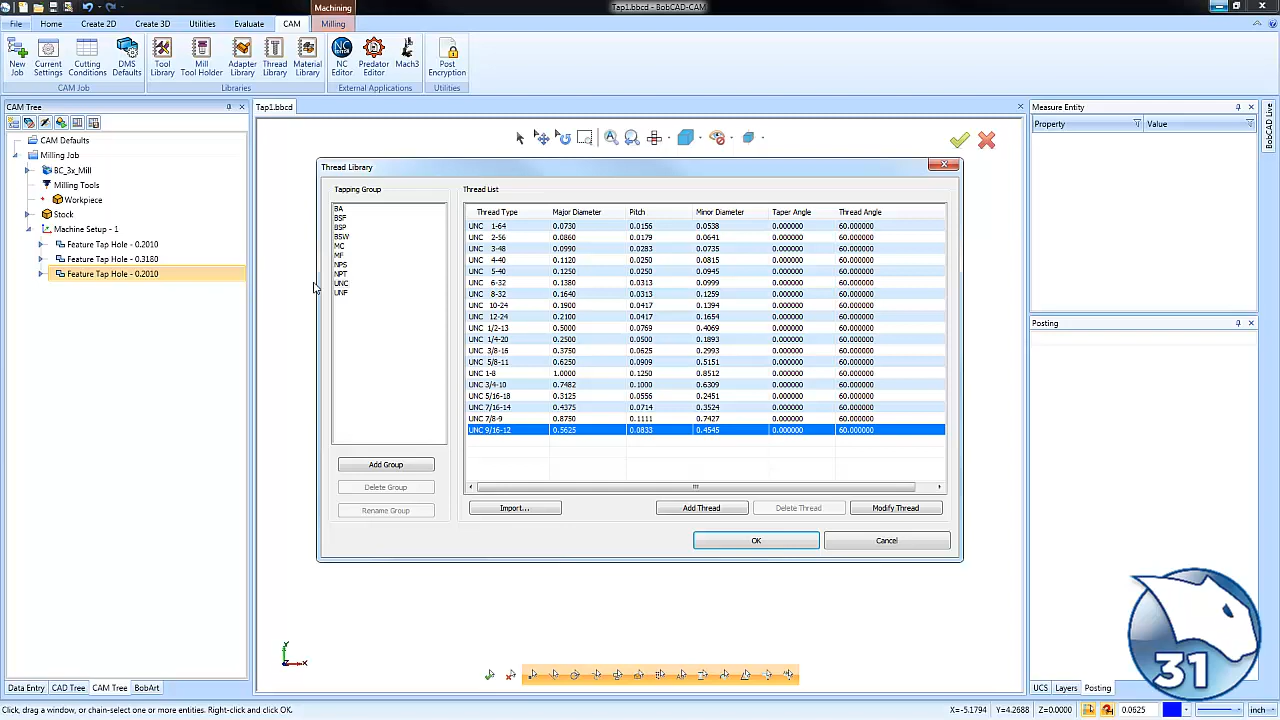 Machining
Tap1.bbcd - BobCAD-CAM
File Home Create 2D Create 3D Utilities Evaluate CAM Milling
New Job
Current Settings
Cutting Conditions
DMS Defaults
Tool Library
Mill Tool Holder
Adapter Library
Thread Library
Material Library
NC Editor
Predator Editor
Mach3
Post Encryption
CAM Job
Libraries
External Applications
Utilities
CAM Tree
CAM Defaults
Milling Job
BC_3x_Mill
Milling Tools
Workpiece
Stock
Machine Setup - 1
Feature Tap Hole - 0.2010
Feature Tap Hole - 0.3180
Feature Tap Hole - 0.2010
Data Entry CAD Tree CAM Tree BobArt
Tap1.bbcd
Thread Library
Tapping Group
BA
BSF
BSP
BSW
MC
MF
NPS
NPT
UNC
UNF
Add Group
Delete Group
Rename Group
Thread List
Thread Type Major Diameter Pitch Minor Diameter Taper Angle Thread Angle
UNC 1-64 0.0730 0.0156 0.0538 0.000000 60.000000
UNC 2-56 0.0860 0.0179 0.0641 0.000000 60.000000
UNC 3-48 0.0990 0.0283 0.0735 0.000000 60.000000
UNC 4-40 0.1120 0.0250 0.0815 0.000000 60.000000
UNC 5-40 0.1250 0.0250 0.0945 0.000000 60.000000
UNC 6-32 0.1380 0.0313 0.0999 0.000000 60.000000
UNC 8-32 0.1640 0.0313 0.1259 0.000000 60.000000
UNC 10-24 0.1900 0.0417 0.1394 0.000000 60.000000
UNC 12-24 0.2100 0.0417 0.1654 0.000000 60.000000
UNC 1/2-13 0.5000 0.0769 0.4069 0.000000 60.000000
UNC 1/4-20 0.2500 0.0500 0.1893 0.000000 60.000000
UNC 3/8-16 0.3750 0.0625 0.2993 0.000000 60.000000
UNC 5/8-11 0.6250 0.0909 0.5151 0.000000 60.000000
UNC 1-8 1.0000 0.1250 0.8512 0.000000 60.000000
UNC 3/4-10 0.7482 0.1000 0.6309 0.000000 60.000000
UNC 5/16-18 0.3125 0.0556 0.2451 0.000000 60.000000
UNC 7/16-14 0.4375 0.0714 0.3524 0.000000 60.000000
UNC 7/8-9 0.8750 0.1111 0.7427 0.000000 60.000000
UNC 9/16-12 0.5625 0.0833 0.4545 0.000000 60.000000
Import... Add Thread Delete Thread Modify Thread
OK Cancel
Measure Entity
Property Value
Posting
UCS Layers Posting
BobCAD Live
31
Click, drag a window, or chain-select one or more entities. Right-click and click OK.
X=-5.1794 Y=4.2688 Z=0.0000 0.0625 inch